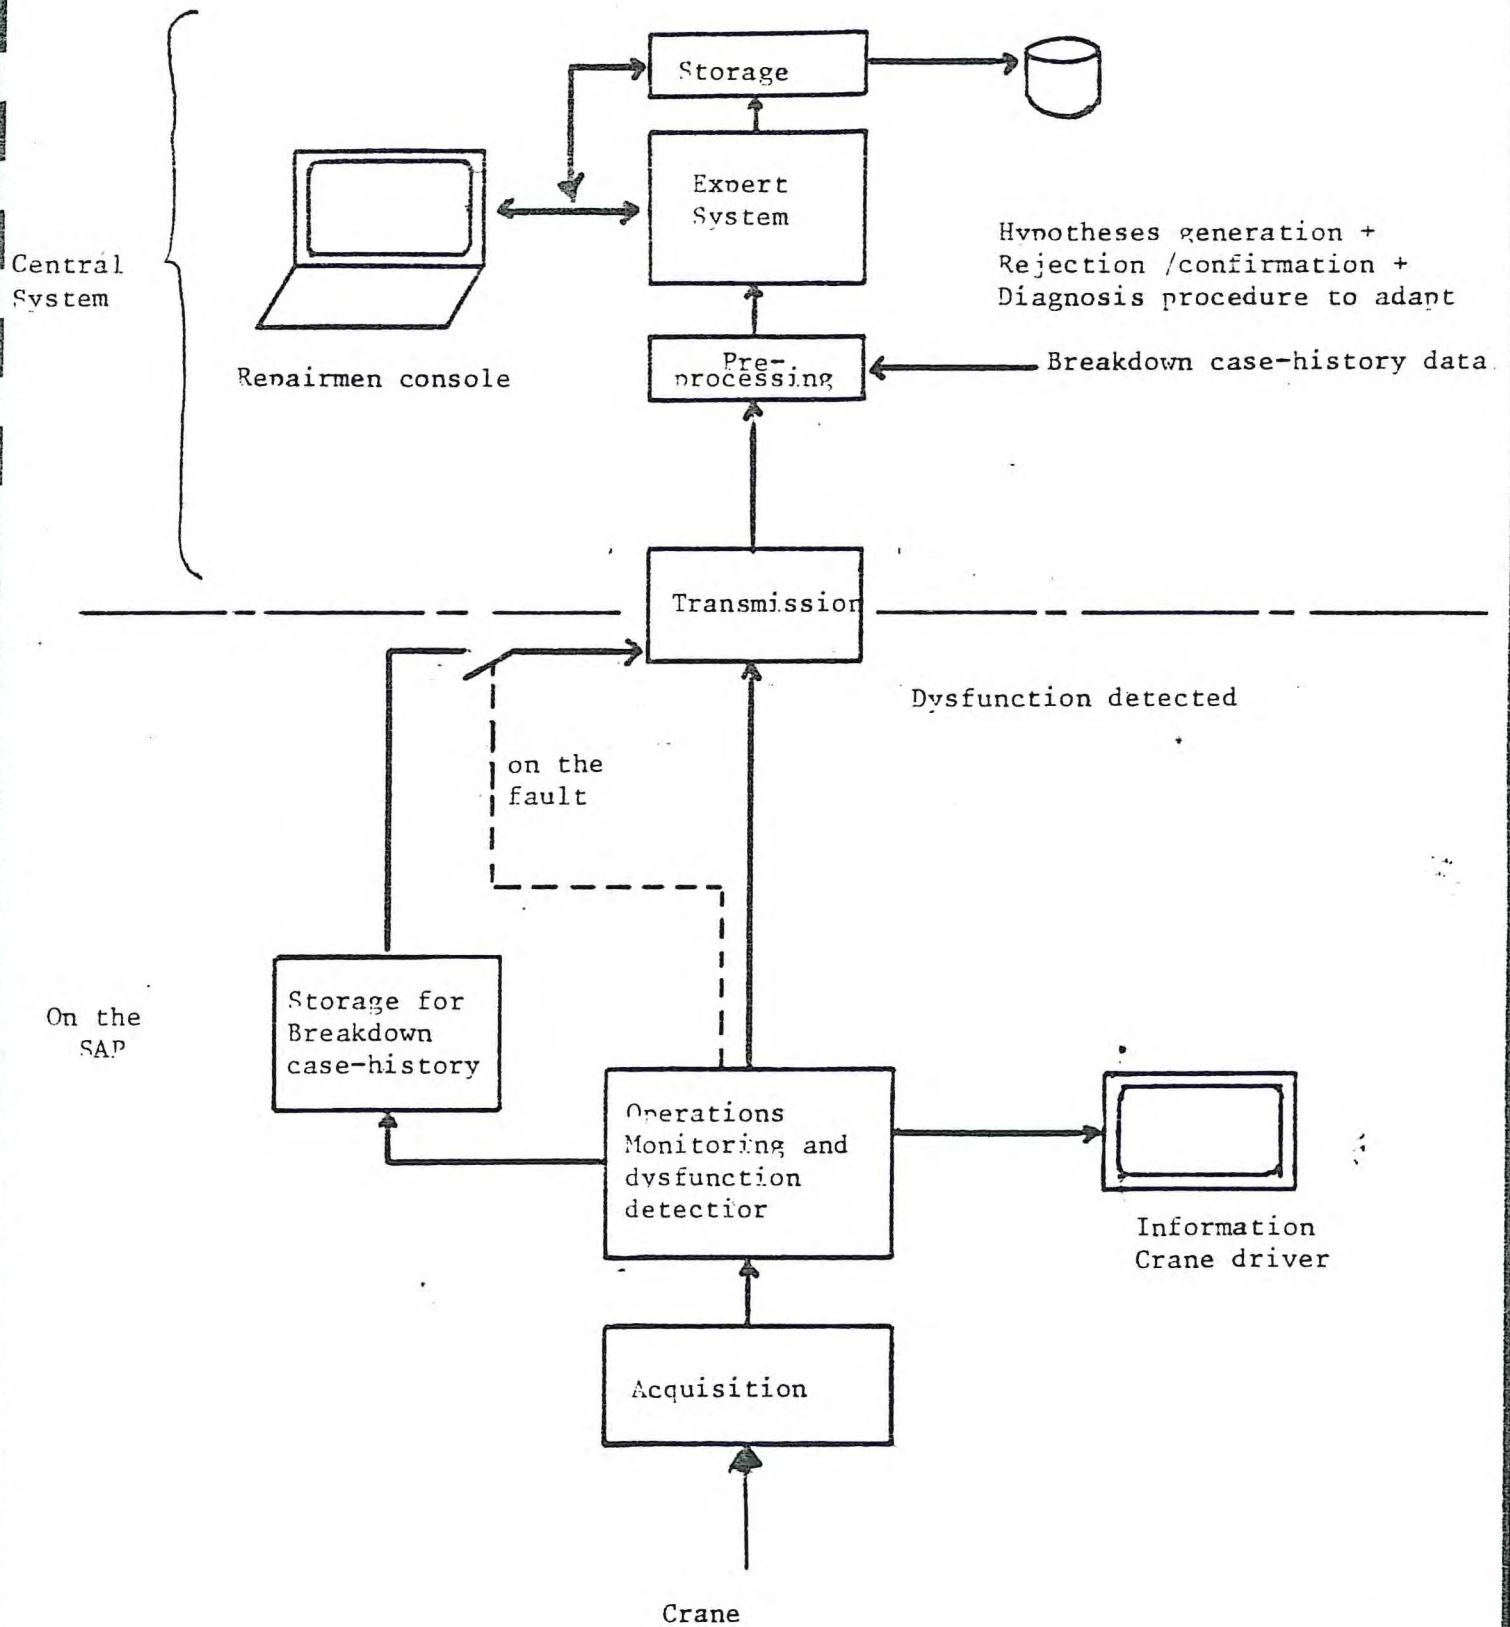 Storage
Expert
System
Hypotheses generation +
Rejection /confirmation +
Diagnosis procedure to adapt
Central
System
Pre-
processing
Breakdown case-history data
Repairmen console
Transmission
Dysfunction detected
on the
fault
Storage for
Breakdown
case-history
On the
SAP
Operations
Monitoring and
dysfunction
detection
Information
Crane driver
Acquisition
Crane